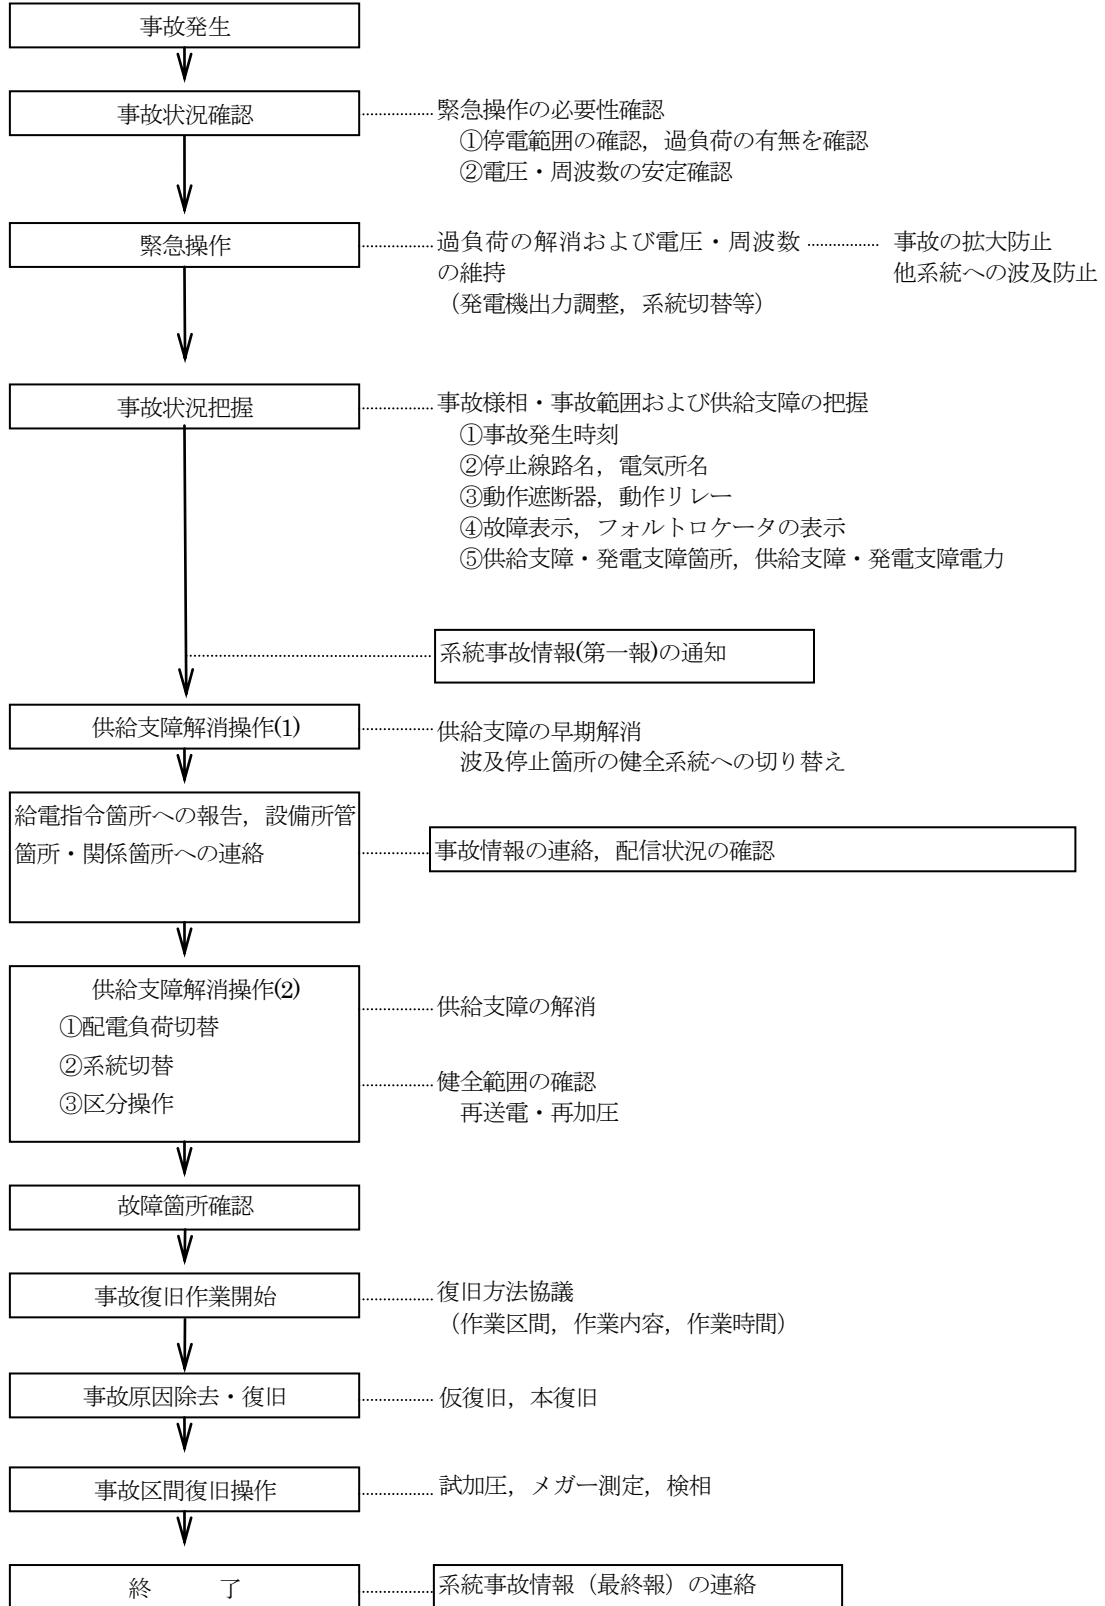 事故発生
事故状況確認
緊急操作の必要性確認
①停電範囲の確認，過負荷の有無を確認
②電圧・周波数の安定確認
緊急操作
過負荷の解消および電圧・周波数
の維持
（発電機出力調整，系統切替等）
事故の拡大防止
他系統への波及防止
事故状況把握
事故様相・事故範囲および供給支障の把握
①事故発生時刻
②停止線路名，電気所名
③動作遮断器，動作リレー
④故障表示，フォルトロケータの表示
⑤供給支障・発電支障箇所，供給支障・発電支障電力
系統事故情報(第一報)の通知
供給支障解消操作(1)
供給支障の早期解消
波及停止箇所の健全系統への切り替え
給電指令箇所への報告，設備所管
箇所・関係箇所への連絡
事故情報の連絡，配信状況の確認
供給支障解消操作(2)
①配電負荷切替
②系統切替
③区分操作
供給支障の解消
健全範囲の確認
再送電・再加圧
故障箇所確認
事故復旧作業開始
復旧方法協議
（作業区間，作業内容，作業時間）
事故原因除去・復旧
仮復旧，本復旧
事故区間復旧操作
試加圧，メガー測定，検相
終　　　了
系統事故情報（最終報）の連絡